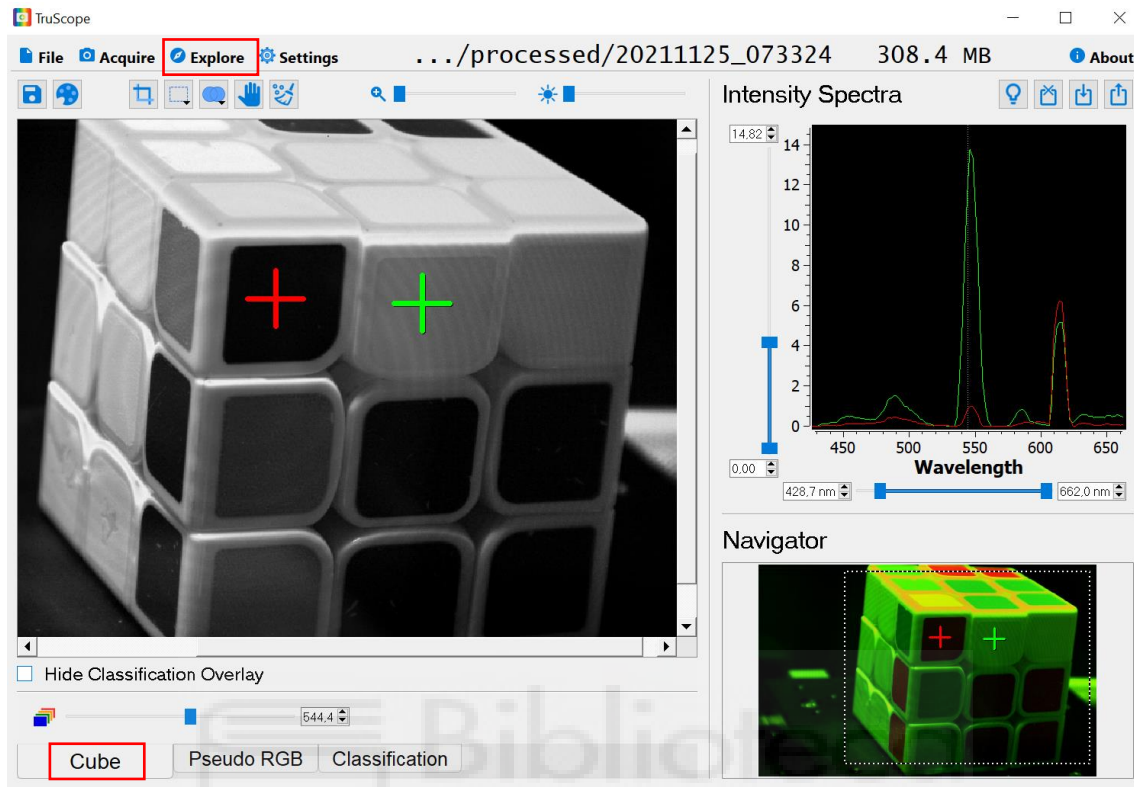 TruScope
File Acquire Explore Settings .../processed/20211125_073324 308.4 MB About
Intensity Spectra
14,82
14
12
10
8
6
4
2
0
450 500 550 600 650
Wavelength
0,00
428,7 nm 662,0 nm
Navigator
Hide Classification Overlay
544,4
Cube Pseudo RGB Classification